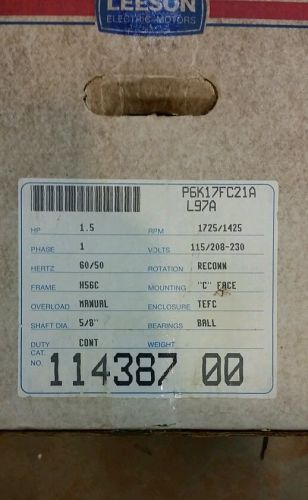 LEESON
ELECTRIC MOTORS
P6K17FC21A
L97A
HP 1.5 RPM 1725/1425
PHASE 1 VOLTS 115/208-230
HERTZ 60/50 ROTATION RECONN
FRAME H56C MOUNTING "C" FACE
OVERLOAD MANUAL ENCLOSURE TEFC
SHAFT DIA. 5/8" BEARINGS BALL
DUTY CONT WEIGHT
CAT. NO. 114387 00